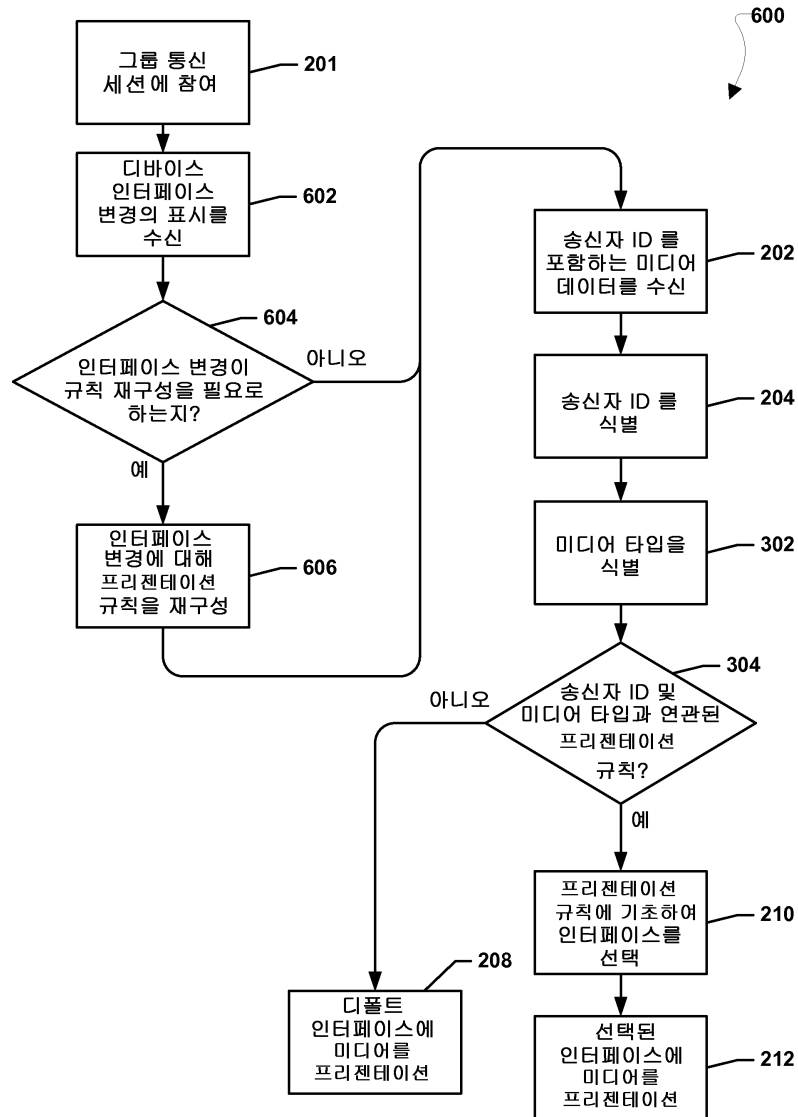 600
그룹 통신
세션에 참여
201
디바이스
인터페이스
변경의 표시를
수신
602
604
인터페이스 변경이
규칙 재구성을 필요로
하는지?
아니오
예
인터페이스
변경에 대해
프리젠테이션
규칙을 재구성
606
송신자 ID 를
포함하는 미디어
데이터를 수신
202
송신자 ID 를
식별
204
미디어 타입을
식별
302
304
송신자 ID 및
미디어 타입과 연관된
프리젠테이션
규칙?
아니오
예
프리젠테이션
규칙에 기초하여
인터페이스를
선택
210
208
디폴트
인터페이스에
미디어를
프리젠테이션
선택된
인터페이스에
미디어를
프리젠테이션
212